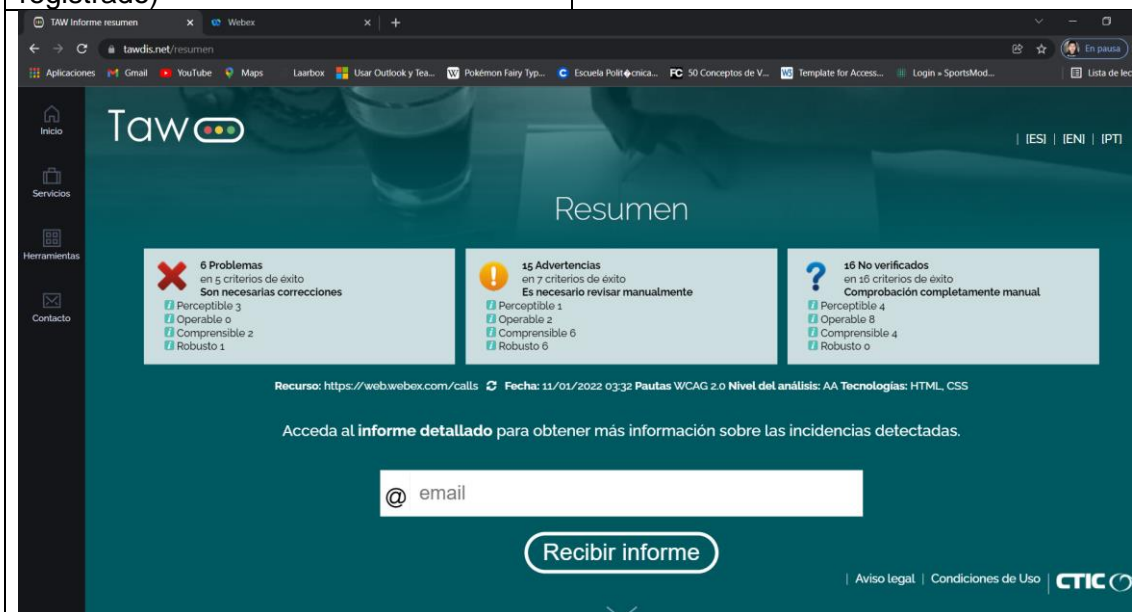 registrado)
TAW Informe resumen
Webex
tawdis.net/resumen
En pausa
Aplicaciones Gmail YouTube Maps Laarbox Usar Outlook y Tea... Pokémon Fairy Typ... Escuela Polit�cnica... FC 50 Conceptos de V... Template for Access... Login » SportsMod... Lista de lec
Inicio
Servicios
Herramientas
Contacto
Taw
| [ES] | [EN] | [PT]
Resumen
6 Problemas
en 5 criterios de éxito
Son necesarias correcciones
Perceptible 3
Operable 0
Comprensible 2
Robusto 1
15 Advertencias
en 7 criterios de éxito
Es necesario revisar manualmente
Perceptible 1
Operable 2
Comprensible 6
Robusto 6
16 No verificados
en 16 criterios de éxito
Comprobación completamente manual
Perceptible 4
Operable 8
Comprensible 4
Robusto 0
Recurso: https://web.webex.com/calls Fecha: 11/01/2022 03:32 Pautas WCAG 2.0 Nivel del análisis: AA Tecnologías: HTML, CSS
Acceda al informe detallado para obtener más información sobre las incidencias detectadas.
@ email
Recibir informe
| Aviso legal | Condiciones de Uso | CTIC